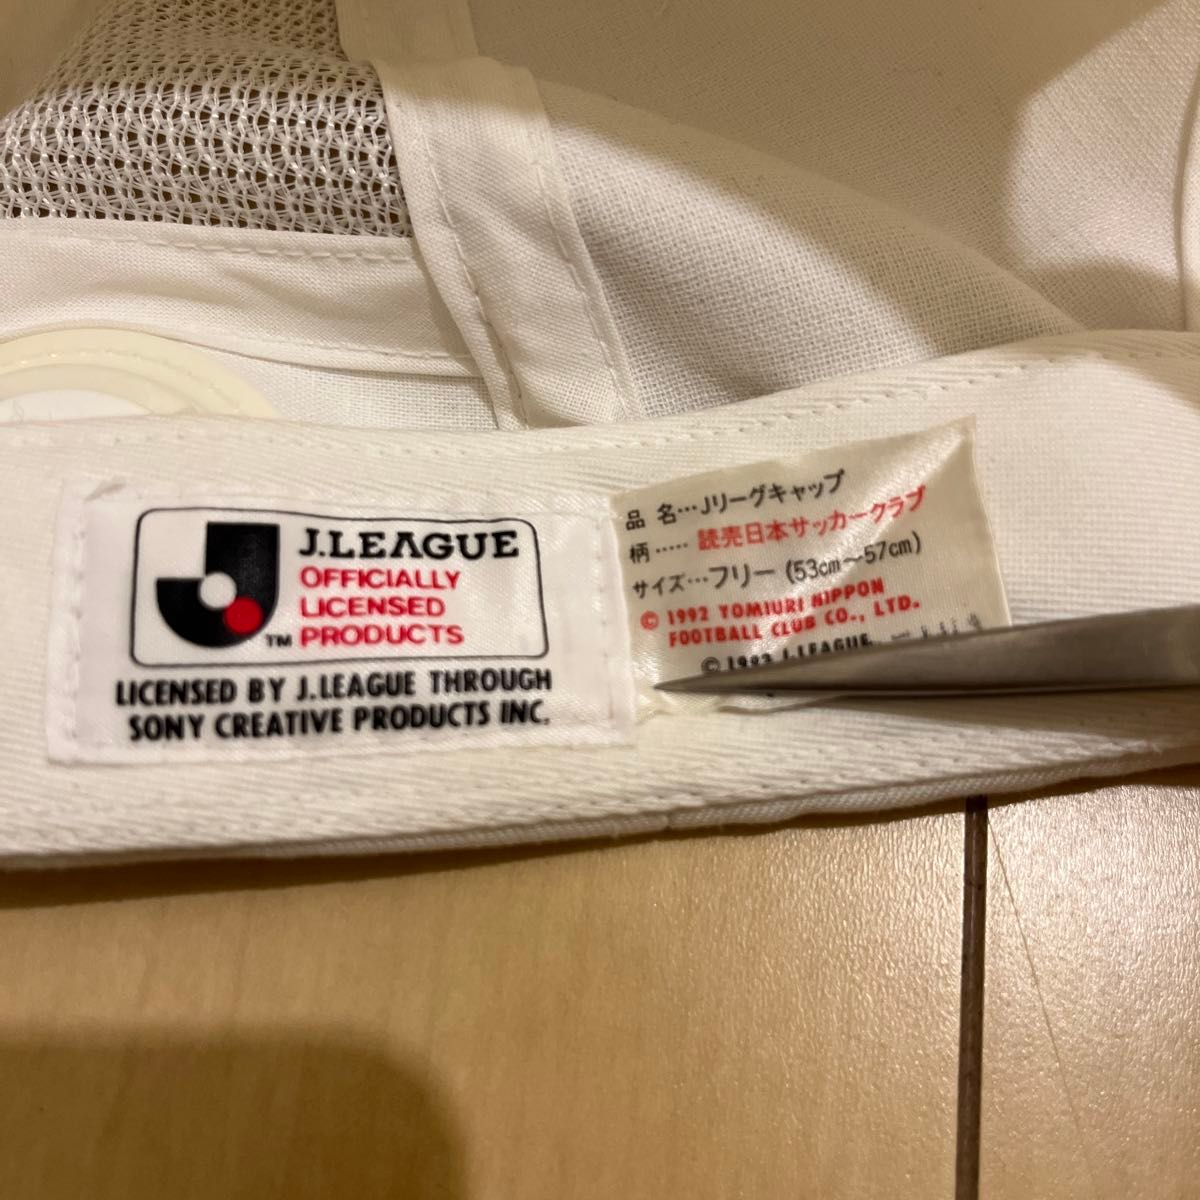 J.LEAGUE
OFFICIALLY
LICENSED
™ PRODUCTS
LICENSED BY J.LEAGUE THROUGH
SONY CREATIVE PRODUCTS INC.
品 名…Jリーグキャップ
柄……読売日本サッカークラブ
サイズ…フリー (53cm〜57cm)
© 1992 YOMIURI NIPPON
FOOTBALL CLUB CO., LTD.
J.LEAGUE